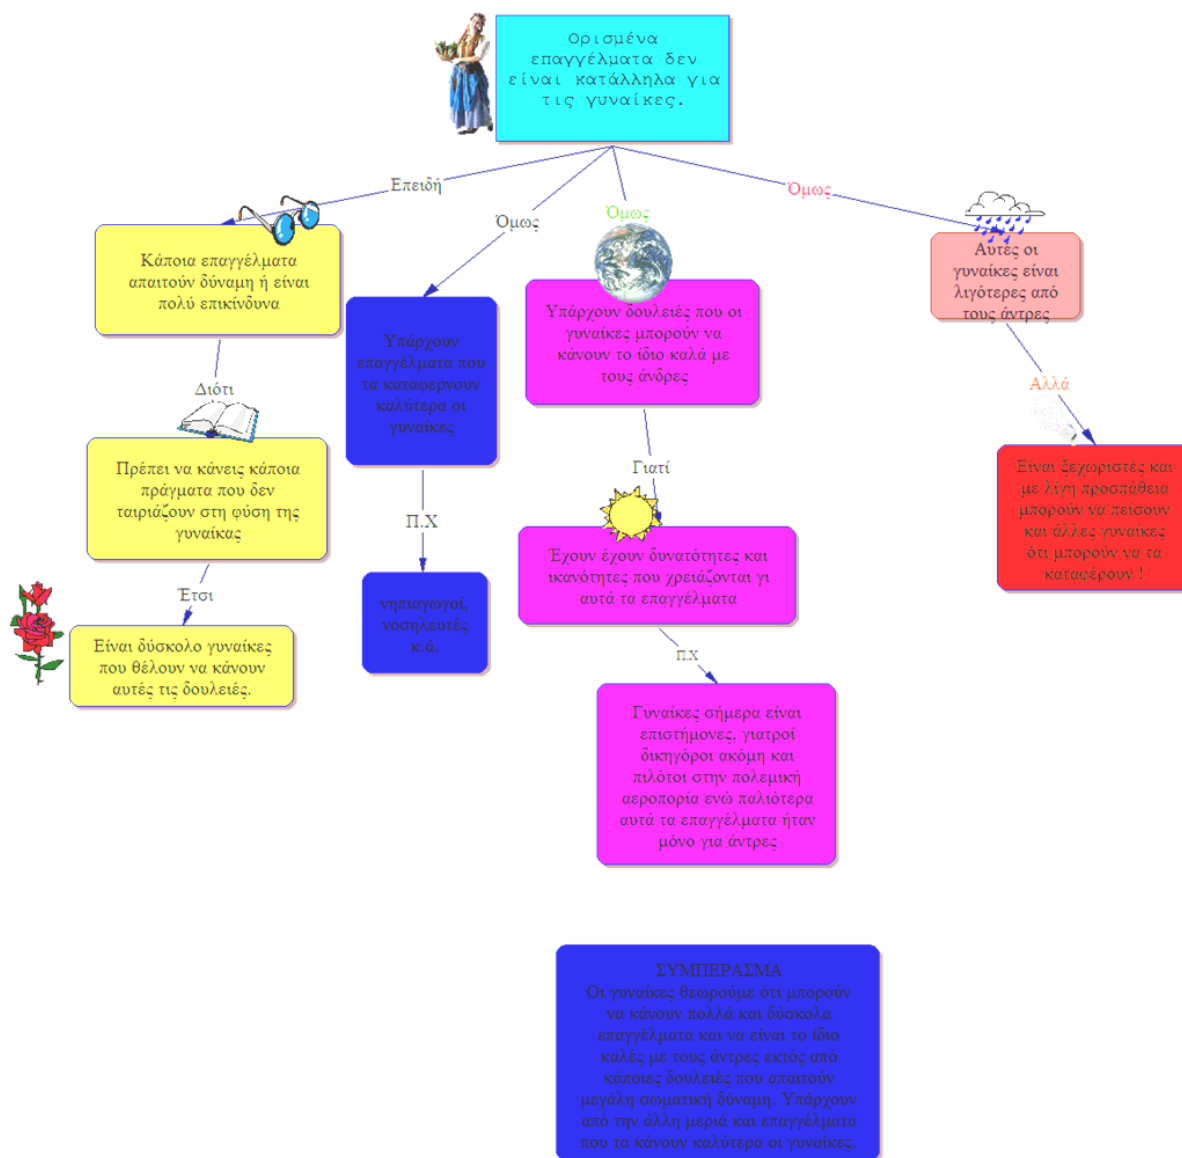 Ορισμένα
επαγγέλματα δεν
είναι κατάλληλα για
τις γυναίκες.
Επειδή
Όμως
Όμως
Όμως
Κάποια επαγγέλματα
απαιτούν δύναμη ή είναι
πολύ επικίνδυνα
Διότι
Πρέπει να κάνεις κάποια
πράγματα που δεν
ταιριάζουν στη φύση της
γυναίκας
Έτσι
Είναι δύσκολο γυναίκες
που θέλουν να κάνουν
αυτές τις δουλειές.
Υπάρχουν
επαγγέλματα που
τα καταφερνουν
καλύτερα οι
γυναίκες
Π.Χ
νηπιαγωγοί,
νοσηλευτές
κ.ά.
Υπάρχουν δουλειές που οι
γυναίκες μπορούν να
κάνουν το ίδιο καλά με
τους άνδρες
Γιατί
Έχουν έχουν δυνατότητες και
ικανότητες που χρειάζονται γι
αυτά τα επαγγέλματα
Π.Χ
Γυναίκες σήμερα είναι
επιστήμονες, γιατροί
δικηγόροι ακόμη και
πιλότοι στην πολεμική
αεροπορία ενώ παλιότερα
αυτά τα επαγγέλματα ήταν
μόνο για άντρες
Αυτές οι
γυναίκες είναι
λιγότερες από
τους άντρες
Αλλά
Είναι ξεχωριστές και
με λίγη προσπάθεια
μπορούν να πείσουν
και άλλες γυναίκες
ότι μπορούν να τα
καταφέρουν !
ΣΥΜΠΕΡΑΣΜΑ
Οι γυναίκες θεωρούμε ότι μπορούν
να κάνουν πολλά και δύσκολα
επαγγέλματα και να είναι το ίδιο
καλές με τους άντρες εκτός από
κάποιες δουλειές που απαιτούν
μεγάλη σωματική δύναμη. Υπάρχουν
από την άλλη μεριά και επαγγέλματα
που τα κάνουν καλύτερα οι γυναίκες.